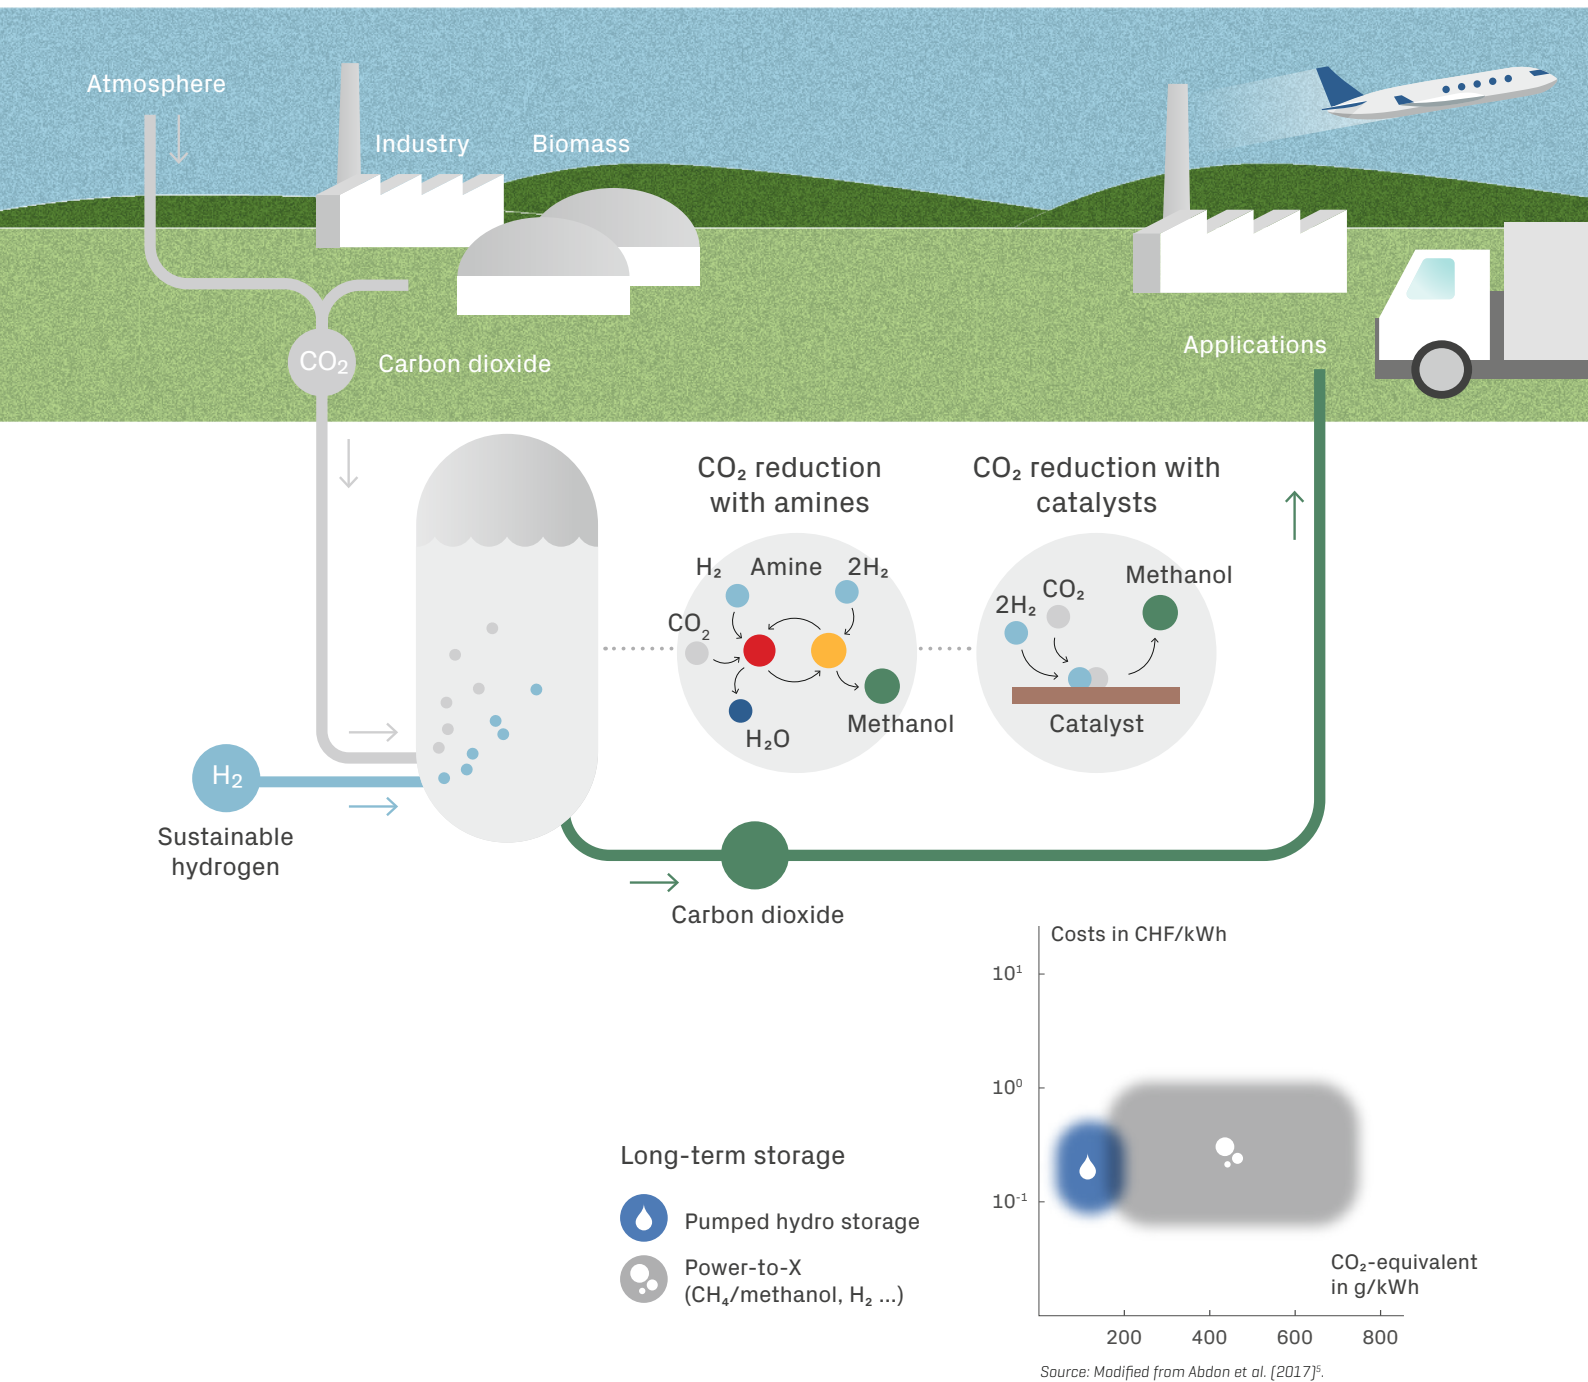 Atmosphere
Industry
Biomass
CO₂
Carbon dioxide
Applications
CO₂ reduction
with amines
CO₂ reduction with
catalysts
H₂
Amine
2H₂
CO₂
H₂O
Methanol
2H₂
CO₂
Methanol
Catalyst
H₂
Sustainable
hydrogen
Carbon dioxide
Costs in CHF/kWh
10¹
10⁰
10⁻¹
CO₂-equivalent
in g/kWh
200 400 600 800
Long-term storage
Pumped hydro storage
Power-to-X
(CH₄/methanol, H₂ ...)
Source: Modified from Abdon et al. (2017)⁵.